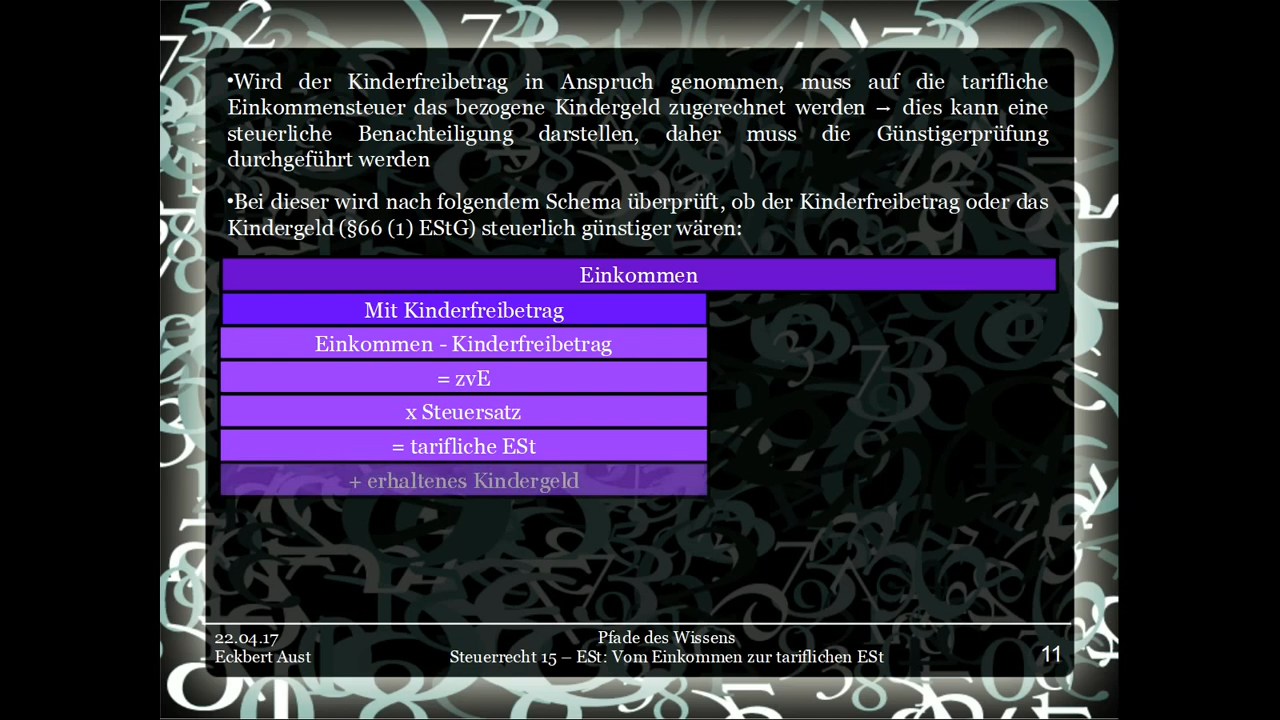 •Wird der Kinderfreibetrag in Anspruch genommen, muss auf die tarifliche
Einkommensteuer das bezogene Kindergeld zugerechnet werden → dies kann eine
steuerliche Benachteiligung darstellen, daher muss die Günstigerprüfung
durchgeführt werden
•Bei dieser wird nach folgendem Schema überprüft, ob der Kinderfreibetrag oder das
Kindergeld (§66 (1) EStG) steuerlich günstiger wären:
Einkommen
Mit Kinderfreibetrag
Einkommen - Kinderfreibetrag
= zvE
x Steuersatz
= tarifliche ESt
+ erhaltenes Kindergeld
22.04.17
Eckbert Aust
Pfade des Wissens
Steuerrecht 15 – ESt: Vom Einkommen zur tariflichen ESt
11